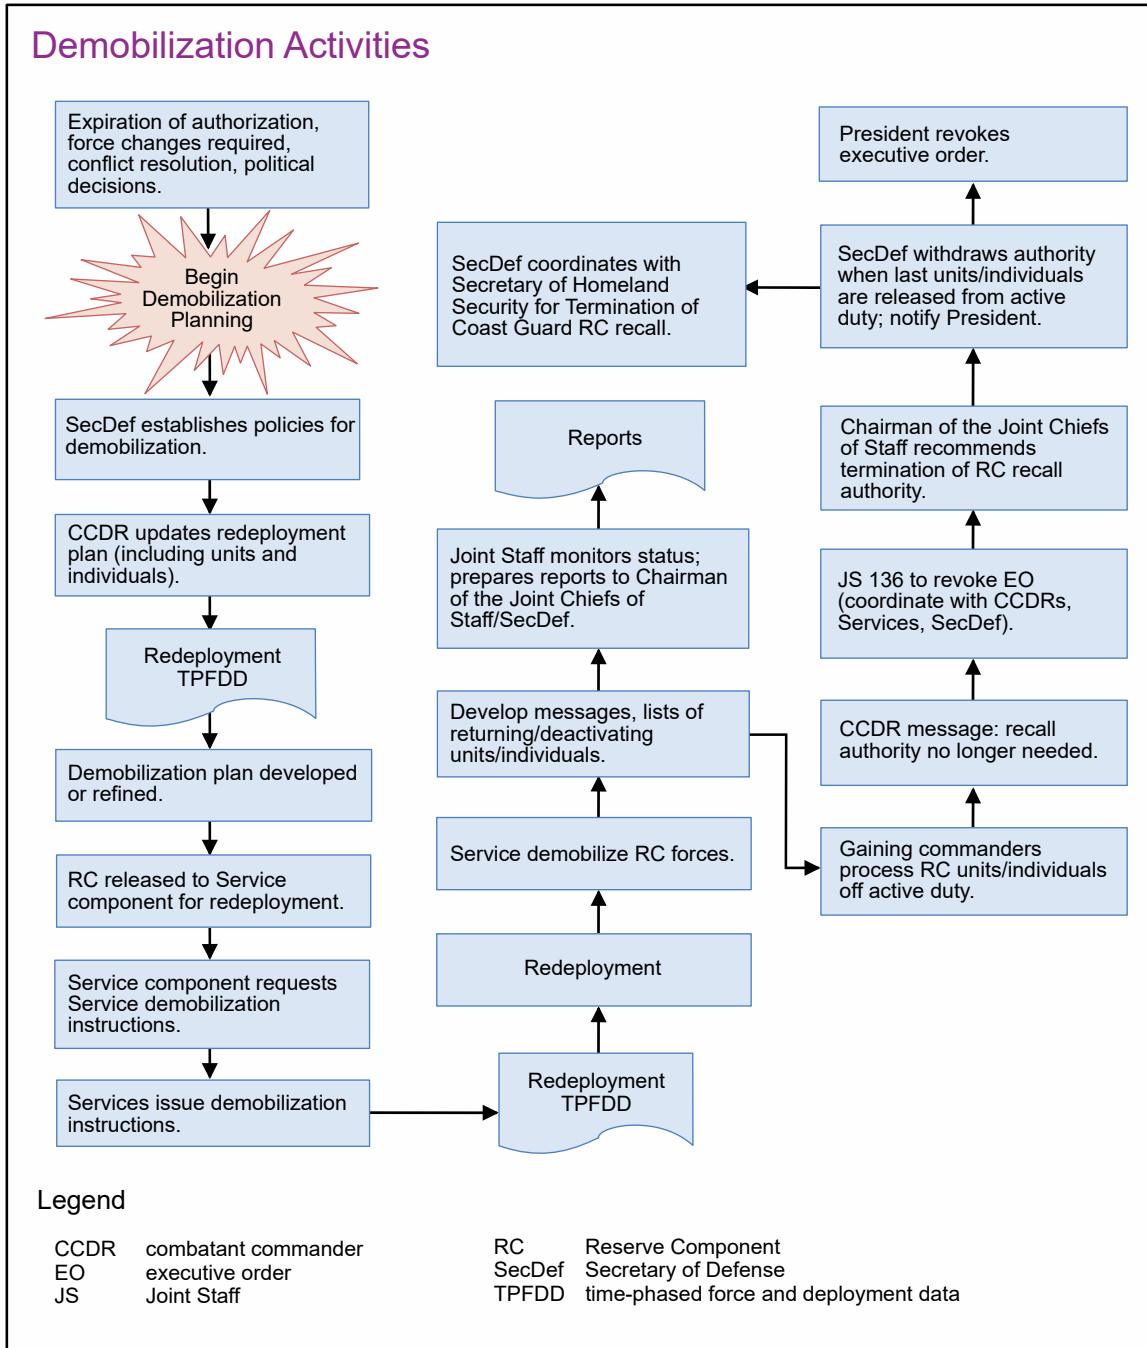 Demobilization Activities
Expiration of authorization,
force changes required,
conflict resolution, political
decisions.
Begin
Demobilization
Planning
SecDef establishes policies for
demobilization.
CCDR updates redeployment
plan (including units and
individuals).
Redeployment
TPFDD
Demobilization plan developed
or refined.
RC released to Service
component for redeployment.
Service component requests
Service demobilization
instructions.
Services issue demobilization
instructions.
Redeployment
TPFDD
Redeployment
Service demobilize RC forces.
Develop messages, lists of
returning/deactivating
units/individuals.
Joint Staff monitors status;
prepares reports to Chairman
of the Joint Chiefs of
Staff/SecDef.
Reports
Gaining commanders
process RC units/individuals
off active duty.
CCDR message: recall
authority no longer needed.
JS 136 to revoke EO
(coordinate with CCDRs,
Services, SecDef).
Chairman of the Joint Chiefs
of Staff recommends
termination of RC recall
authority.
SecDef withdraws authority
when last units/individuals
are released from active
duty; notify President.
SecDef coordinates with
Secretary of Homeland
Security for Termination of
Coast Guard RC recall.
President revokes
executive order.
Legend
CCDR combatant commander
EO executive order
JS Joint Staff
RC Reserve Component
SecDef Secretary of Defense
TPFDD time-phased force and deployment data